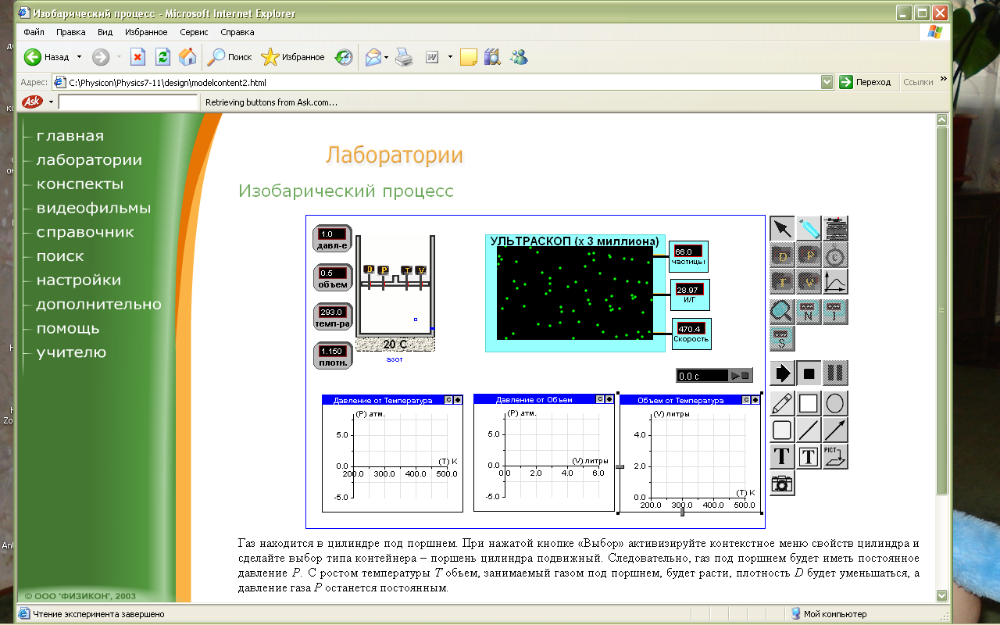 Изобарический процесс - Microsoft Internet Explorer
Файл Правка Вид Избранное Сервис Справка
Назад Поиск Избранное
Адрес: C:\Physicon\Physics7-11\design\modelcontent2.html Переход Ссылки »
Ask Retrieving buttons from Ask.com...
главная
лаборатории
конспекты
видеофильмы
справочник
поиск
настройки
дополнительно
помощь
учителю
© ООО 'ФИЗИКОН', 2003
Лаборатории
Изобарический процесс
1.0
давл-е
0.5
объем
293.0
темп-ра
1.150
плотн.
D P T V
20 C
азот
УЛЬТРАСКОП (x 3 миллиона)
66.0
частицы
28.97
И/Г
470.4
Скорость
0.0 c
D P C
T V
N I
S
T T PICT
Давление от Температура C
(P) атм.
5.0
(T) K
0.0
200.0 300.0 400.0 500.0
-5.0
Давление от Объем C
(P) атм.
5.0
(V) литры
0.0
0.0 2.0 4.0 6.0
-5.0
Объем от Температура C
(V) литры
4.0
2.0
(T) K
0.0
200.0 300.0 400.0 500.0
Газ находится в цилиндре под поршнем. При нажатой кнопке «Выбор» активизируйте контекстное меню свойств цилиндра и
сделайте выбор типа контейнера – поршень цилиндра подвижный. Следовательно, газ под поршнем будет иметь постоянное
давление P. С ростом температуры T объем, занимаемый газом под поршнем, будет расти, плотность D будет уменьшаться, а
давление газа P останется постоянным.
Чтение эксперимента завершено Мой компьютер